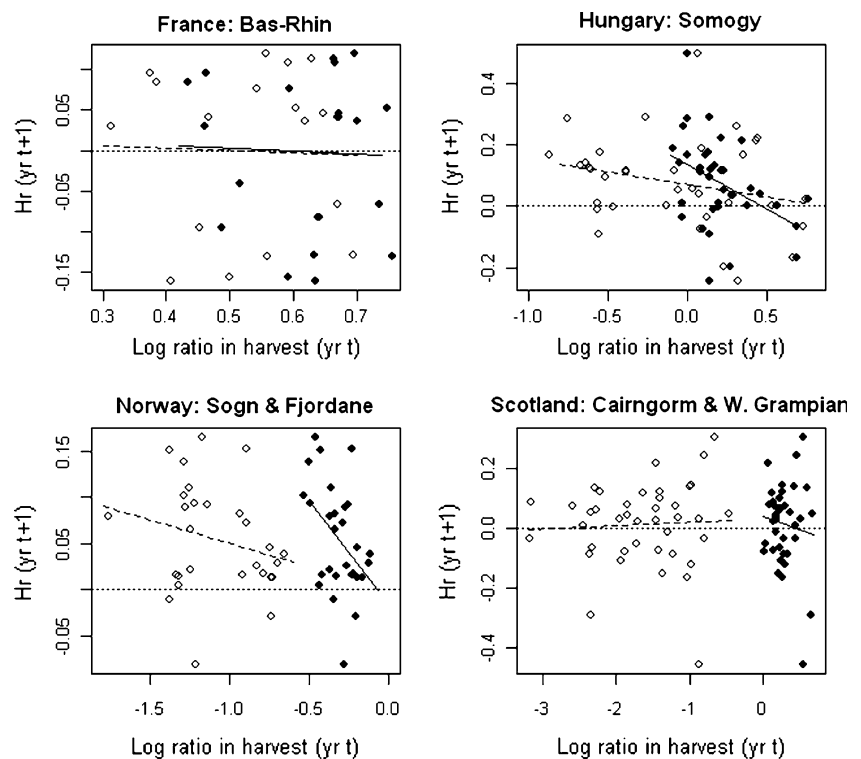 France: Bas-Rhin
Hr (yr t+1)
0.05
-0.05
-0.15
0.3 0.4 0.5 0.6 0.7
Log ratio in harvest (yr t)
Hungary: Somogy
Hr (yr t+1)
0.4
0.2
0.0
-0.2
-1.0 -0.5 0.0 0.5
Log ratio in harvest (yr t)
Norway: Sogn & Fjordane
Hr (yr t+1)
0.15
0.05
-0.05
-1.5 -1.0 -0.5 0.0
Log ratio in harvest (yr t)
Scotland: Cairngorm & W. Grampian
Hr (yr t+1)
0.2
0.0
-0.2
-0.4
-3 -2 -1 0
Log ratio in harvest (yr t)